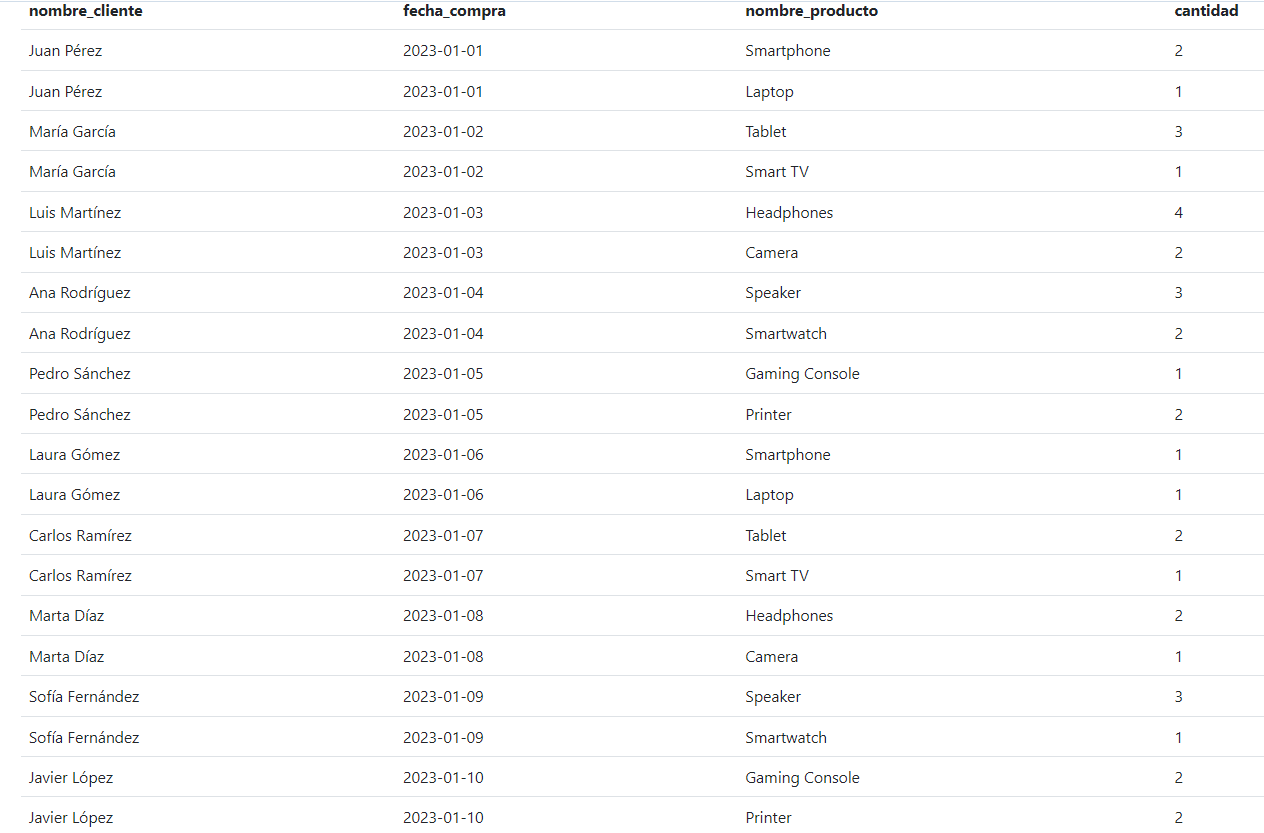 nombre_cliente fecha_compra nombre_producto cantidad
Juan Pérez 2023-01-01 Smartphone 2
Juan Pérez 2023-01-01 Laptop 1
María García 2023-01-02 Tablet 3
María García 2023-01-02 Smart TV 1
Luis Martínez 2023-01-03 Headphones 4
Luis Martínez 2023-01-03 Camera 2
Ana Rodríguez 2023-01-04 Speaker 3
Ana Rodríguez 2023-01-04 Smartwatch 2
Pedro Sánchez 2023-01-05 Gaming Console 1
Pedro Sánchez 2023-01-05 Printer 2
Laura Gómez 2023-01-06 Smartphone 1
Laura Gómez 2023-01-06 Laptop 1
Carlos Ramírez 2023-01-07 Tablet 2
Carlos Ramírez 2023-01-07 Smart TV 1
Marta Díaz 2023-01-08 Headphones 2
Marta Díaz 2023-01-08 Camera 1
Sofía Fernández 2023-01-09 Speaker 3
Sofía Fernández 2023-01-09 Smartwatch 1
Javier López 2023-01-10 Gaming Console 2
Javier López 2023-01-10 Printer 2